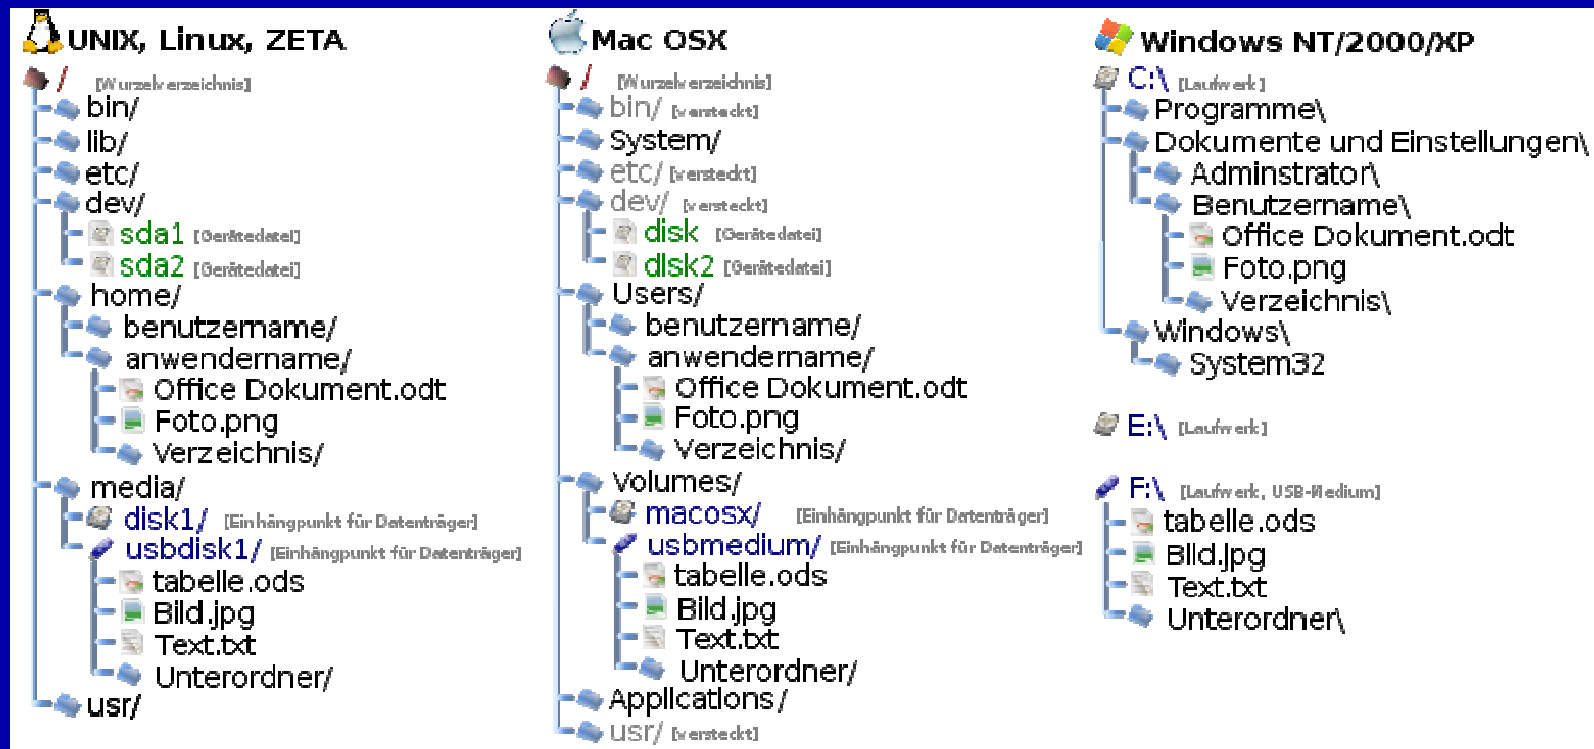 UNIX, Linux, ZETA
/ [Wurzelverzeichnis]
bin/
lib/
etc/
dev/
sda1 [Gerätedatei]
sda2 [Gerätedatei]
home/
benutzername/
anwendername/
Office Dokument.odt
Foto.png
Verzeichnis/
media/
disk1/ [Einhängpunkt für Datenträger]
usbdisk1/ [Einhängpunkt für Datenträger]
tabelle.ods
Bild.jpg
Text.txt
Unterordner/
usr/
Mac OSX
/ [Wurzelverzeichnis]
bin/ [versteckt]
System/
etc/ [versteckt]
dev/ [versteckt]
disk [Gerätedatei]
disk2 [Gerätedatei]
Users/
benutzername/
anwendername/
Office Dokument.odt
Foto.png
Verzeichnis/
Volumes/
macosx/ [Einhängpunkt für Datenträger]
usbmedium/ [Einhängpunkt für Datenträger]
tabelle.ods
Bild.jpg
Text.txt
Unterordner/
Applications/
usr/ [versteckt]
Windows NT/2000/XP
C:\ [Laufwerk]
Programme\
Dokumente und Einstellungen\
Adminstrator\
Benutzername\
Office Dokument.odt
Foto.png
Verzeichnis\
Windows\
System32
E:\ [Laufwerk]
F:\ [Laufwerk, USB-Medium]
tabelle.ods
Bild.jpg
Text.txt
Unterordner\